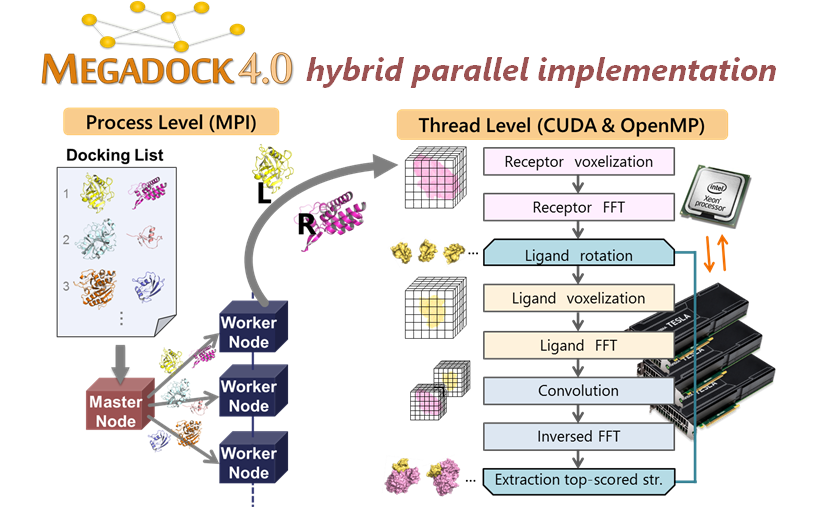 MEGADOCK 4.0 hybrid parallel implementation
Process Level (MPI)
Docking List
1
2
3
⋮
Master
Node
Worker
Node
Worker
Node
Worker
Node
L
R
Thread Level (CUDA & OpenMP)
Receptor voxelization
Receptor FFT
...
Ligand rotation
Ligand voxelization
Ligand FFT
Convolution
Inversed FFT
...
Extraction top-scored str.
intel
Xeon
processor
TESLA
TESLA
TESLA